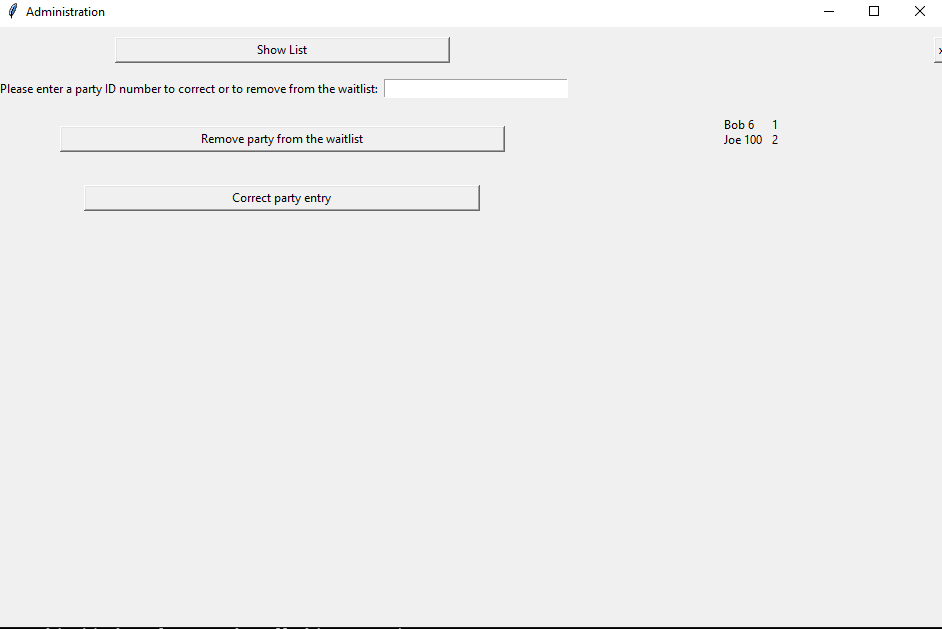 Administration
Show List
Please enter a party ID number to correct or to remove from the waitlist:
Bob 6 1
Remove party from the waitlist
Joe 100 2
Correct party entry